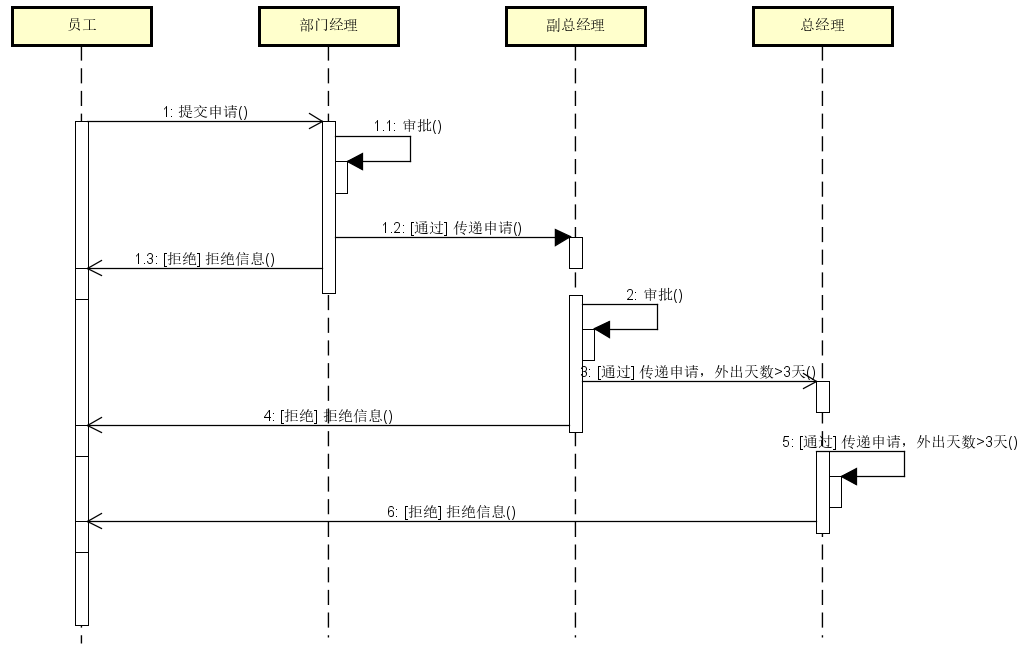 员工
部门经理
副总经理
总经理
1: 提交申请()
1.1: 审批()
1.2: [通过] 传递申请()
1.3: [拒绝] 拒绝信息()
2: 审批()
3: [通过] 传递申请，外出天数>3天()
4: [拒绝] 拒绝信息()
5: [通过] 传递申请，外出天数>3天()
6: [拒绝] 拒绝信息()